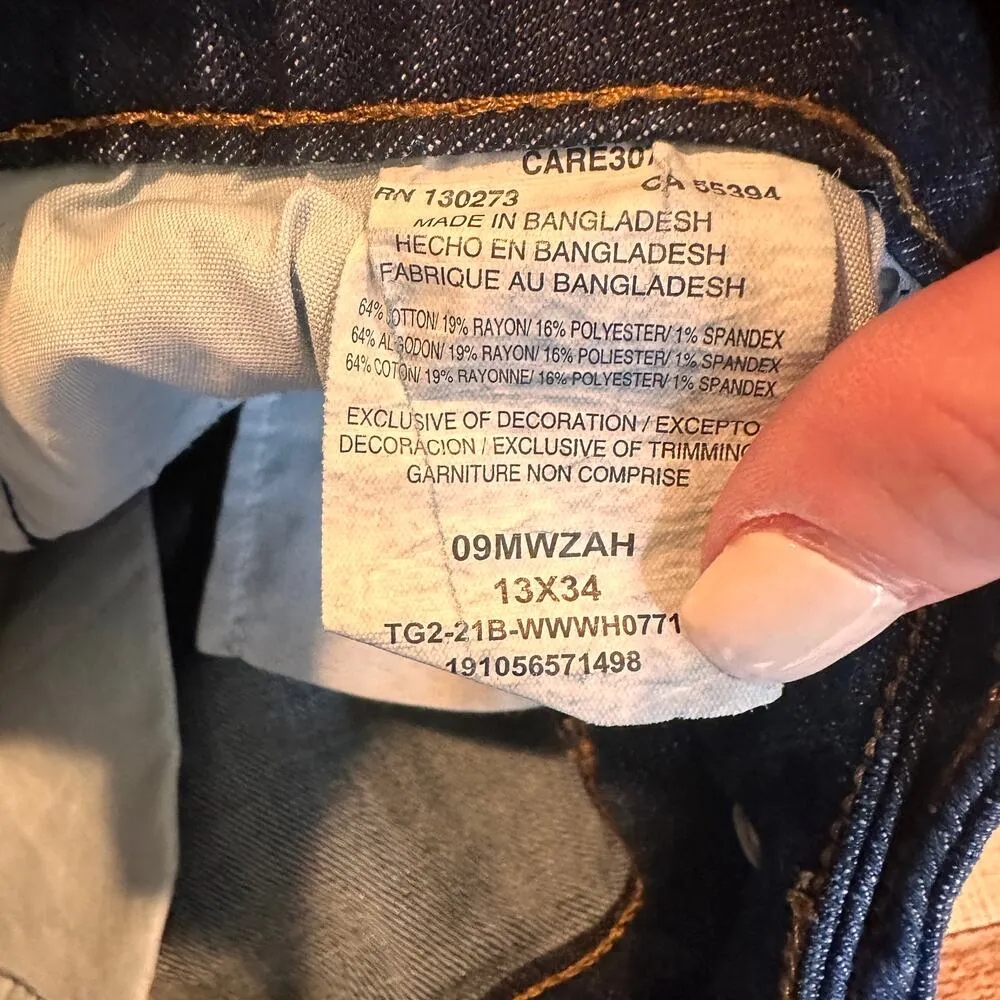 CARE307
RN 130273
CA 55394
MADE IN BANGLADESH
HECHO EN BANGLADESH
FABRIQUE AU BANGLADESH
64% COTTON/ 19% RAYON/ 16% POLYESTER/ 1% SPANDEX
64% ALGODON/ 19% RAYON/ 16% POLIESTER/ 1% SPANDEX
64% COTON/ 19% RAYONNE/ 16% POLYESTER/ 1% SPANDEX
EXCLUSIVE OF DECORATION / EXCEPTO
DECORACION / EXCLUSIVE OF TRIMMING
GARNITURE NON COMPRISE
09MWZAH
13X34
TG2-21B-WWWH0771
191056571498